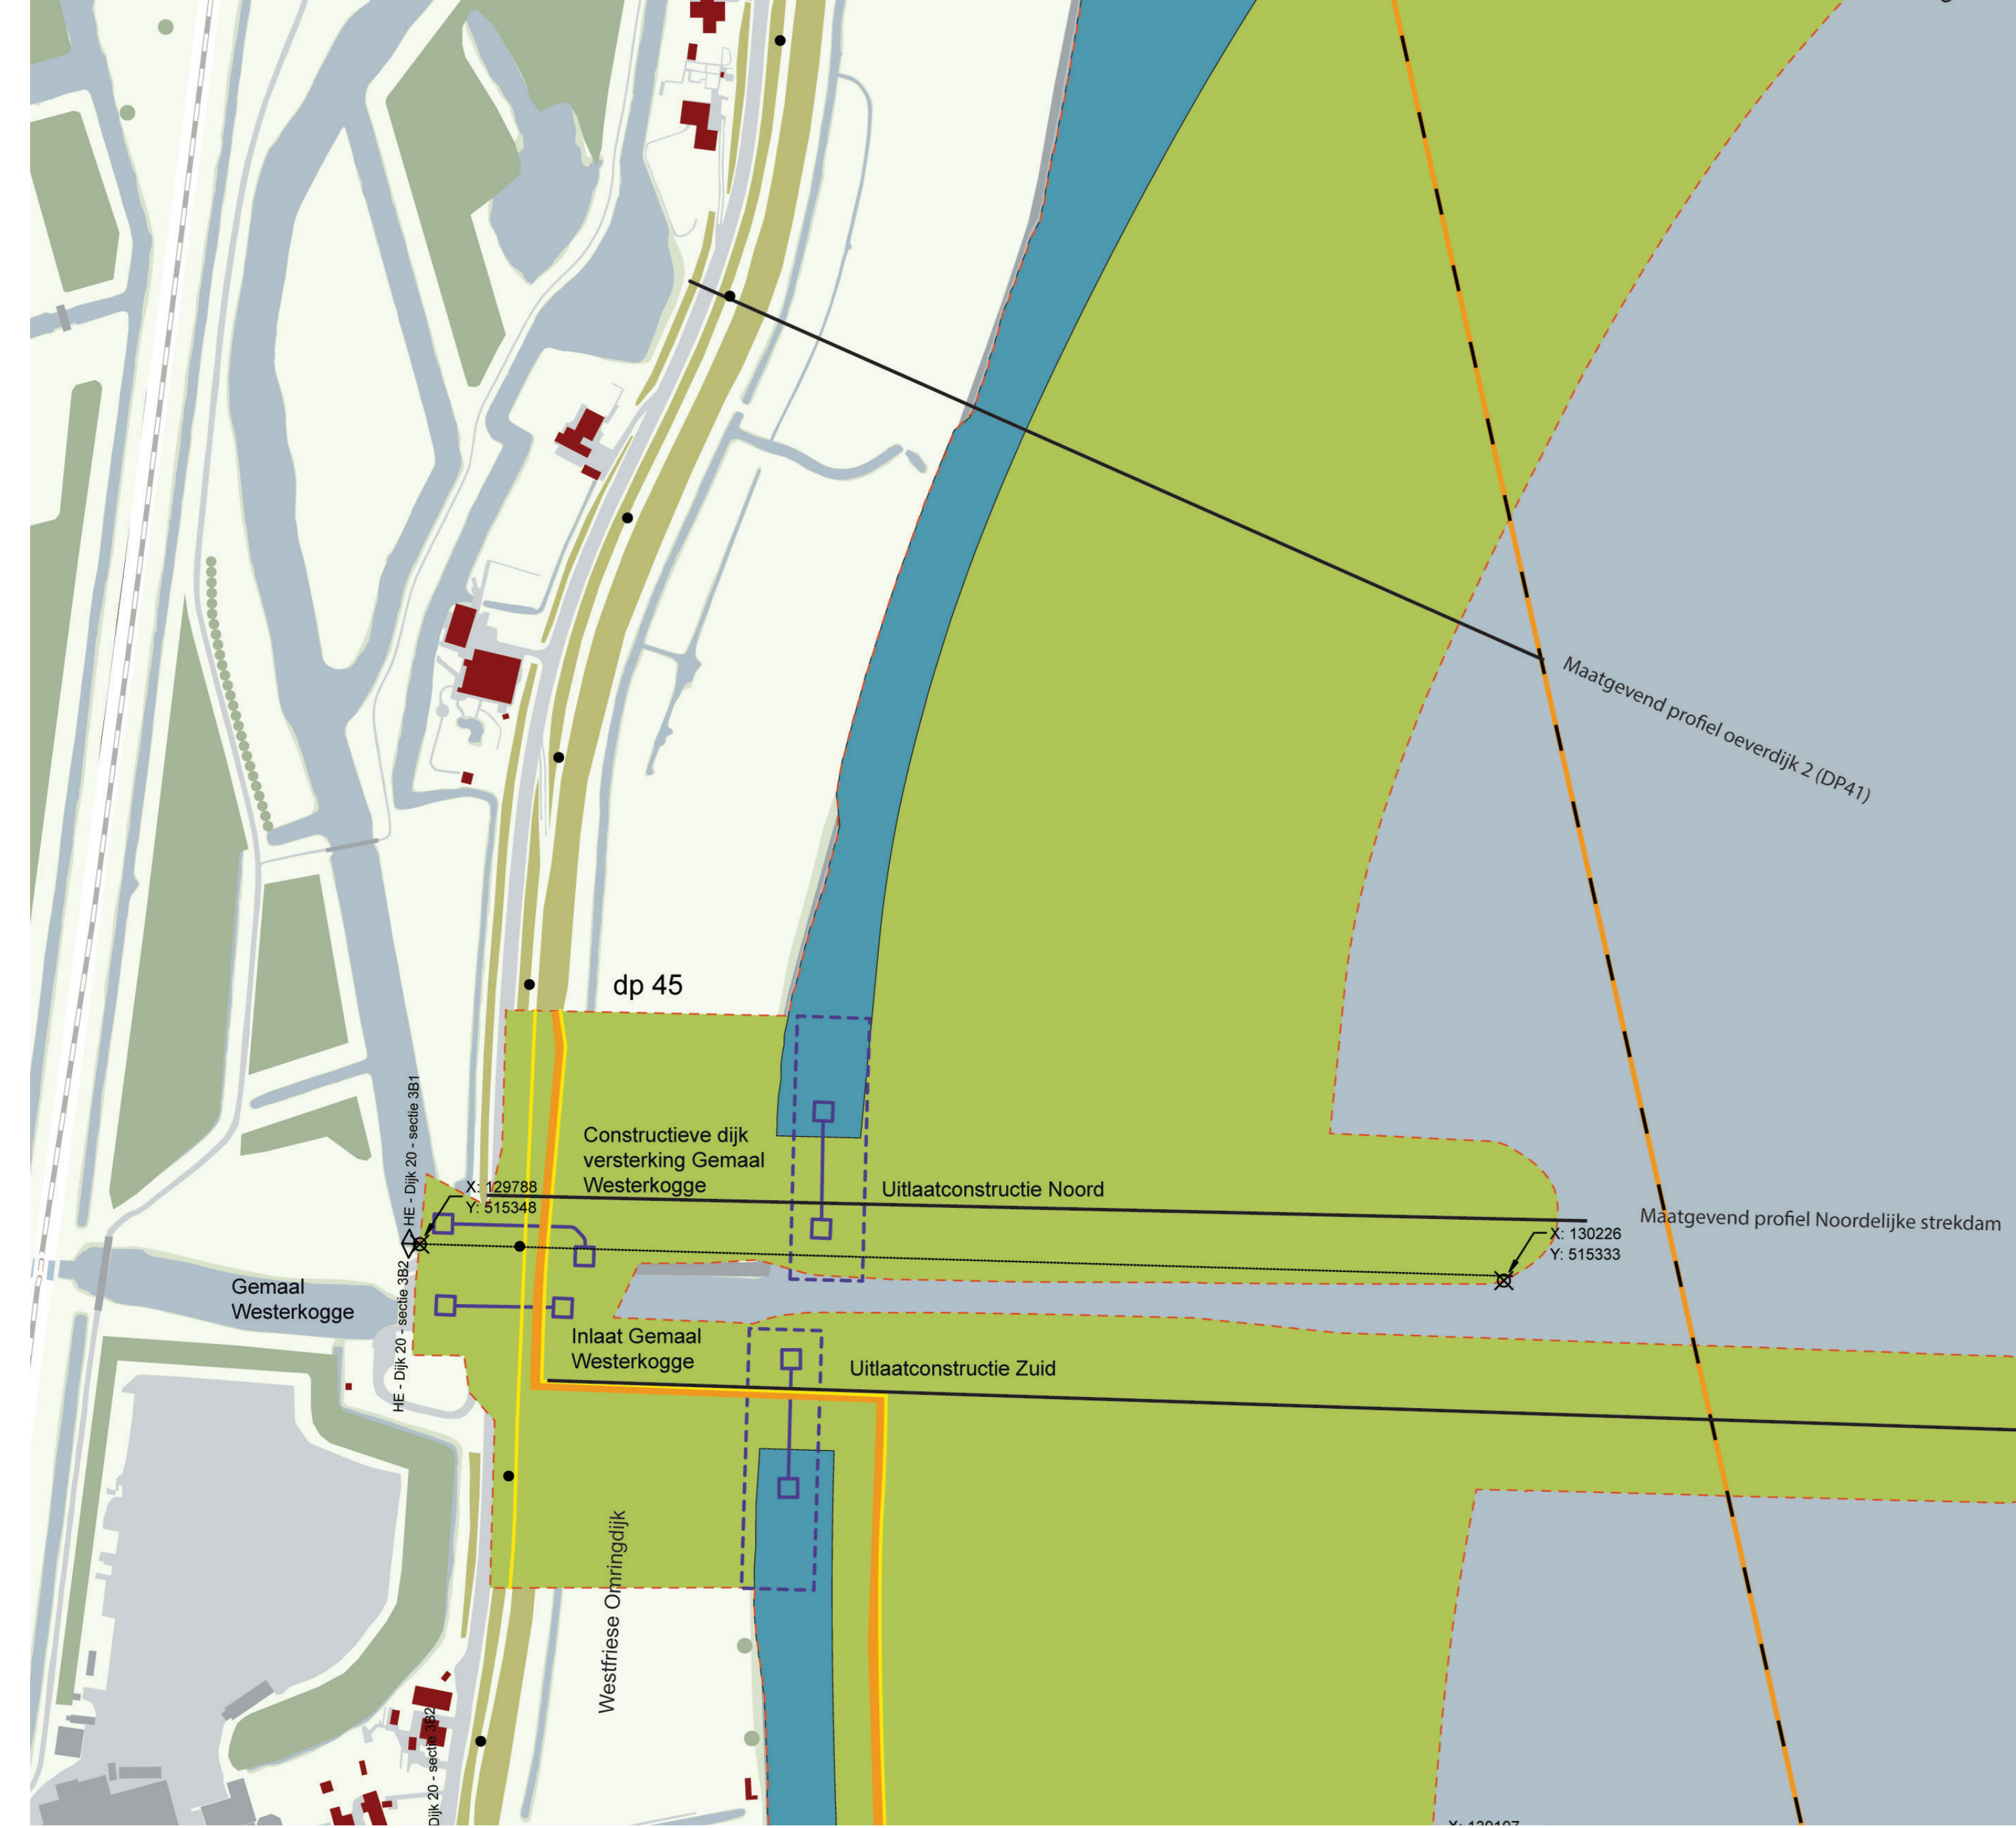 Maatgevend profiel oeverdijk 2 (DP41)
dp 45
HE - Dijk 20 - sectie 3B1
Constructieve dijk
versterking Gemaal
Westerkogge
X: 129788
Y: 515348
Uitlaatconstructie Noord
Maatgevend profiel Noordelijke strekdam
X: 130226
Y: 515333
HE - Dijk 20 - sectie 3B2
Gemaal
Westerkogge
Inlaat Gemaal
Westerkogge
Uitlaatconstructie Zuid
Westfriese Omringdijk
Dijk 20 - sectie 3B2
X: 130197